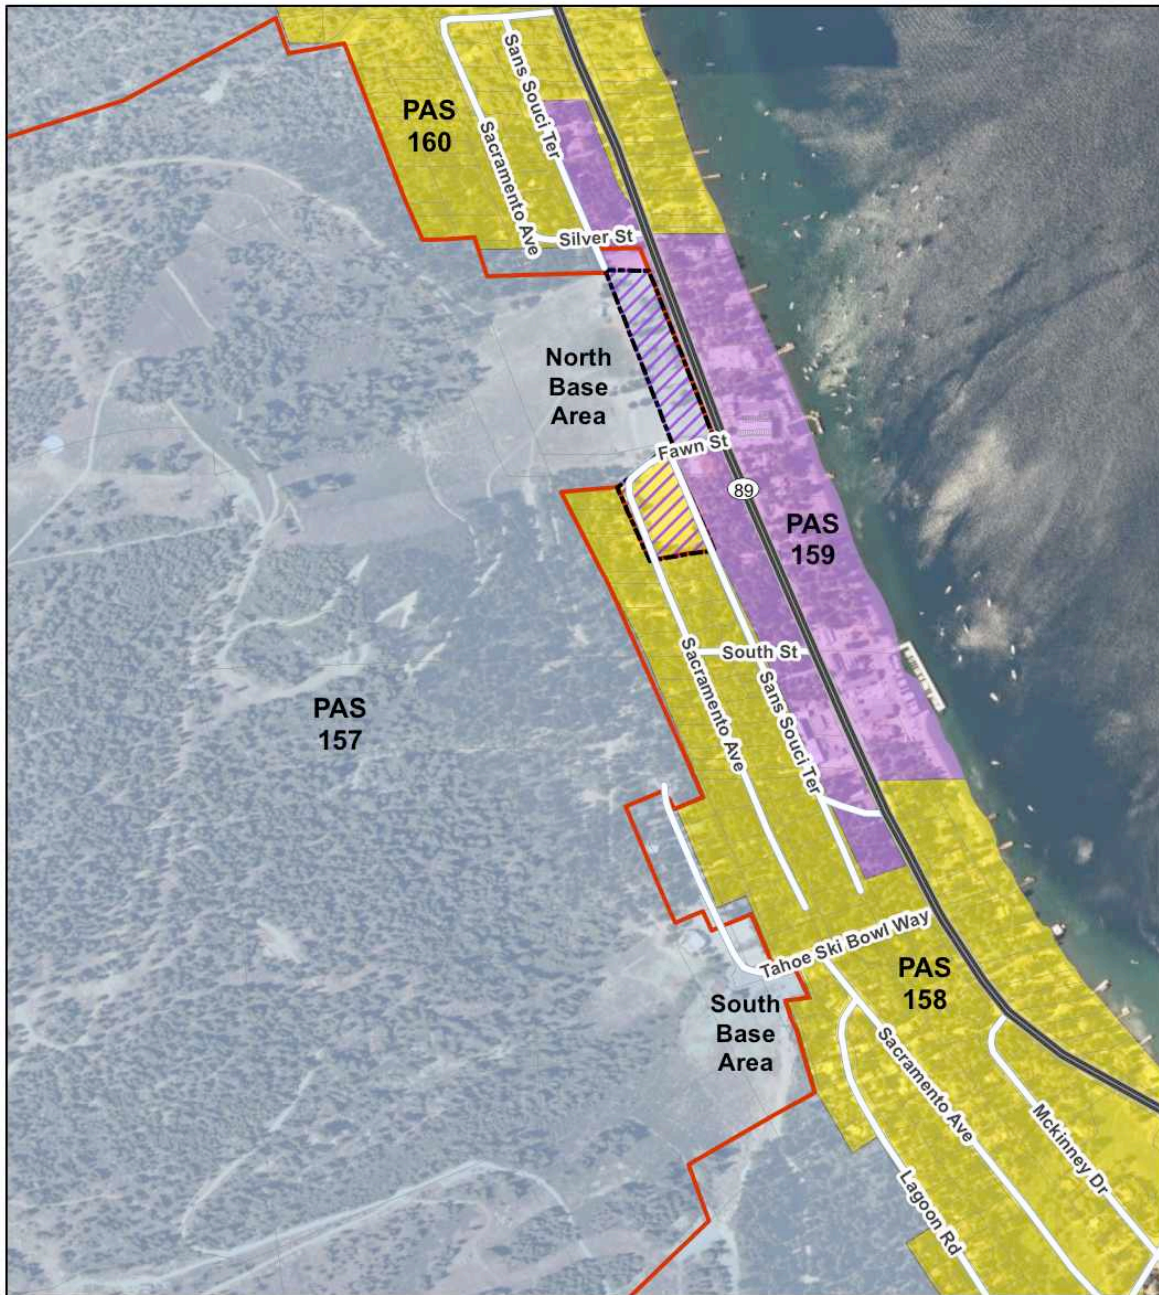 Sans Souci Ter
PAS
160
Sacramento Ave
Silver St
North
Base
Area
Fawn St
89
PAS
159
PAS
157
South St
Sacramento Ave
Sans Souci Ter
Tahoe Ski Bowl Way
PAS
158
South
Base
Area
Sacramento Ave
Mckinney Dr
Lagoon Rd